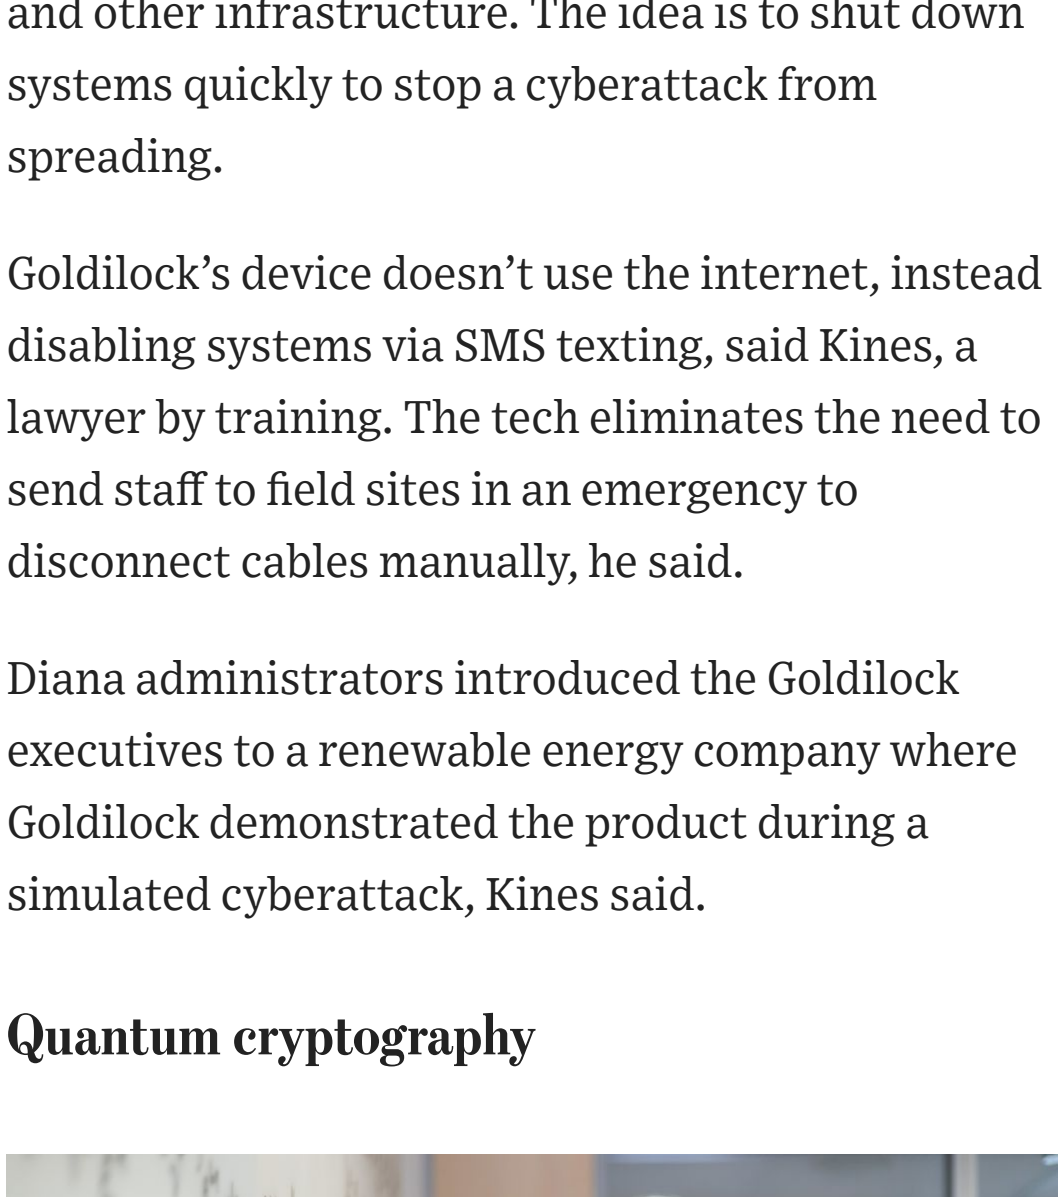 and other infrastructure. The idea is to shut down
systems quickly to stop a cyberattack from
spreading.
Goldilock’s device doesn’t use the internet, instead
disabling systems via SMS texting, said Kines, a
lawyer by training. The tech eliminates the need to
send staff to field sites in an emergency to
disconnect cables manually, he said.
Diana administrators introduced the Goldilock
executives to a renewable energy company where
Goldilock demonstrated the product during a
simulated cyberattack, Kines said.
Quantum cryptography